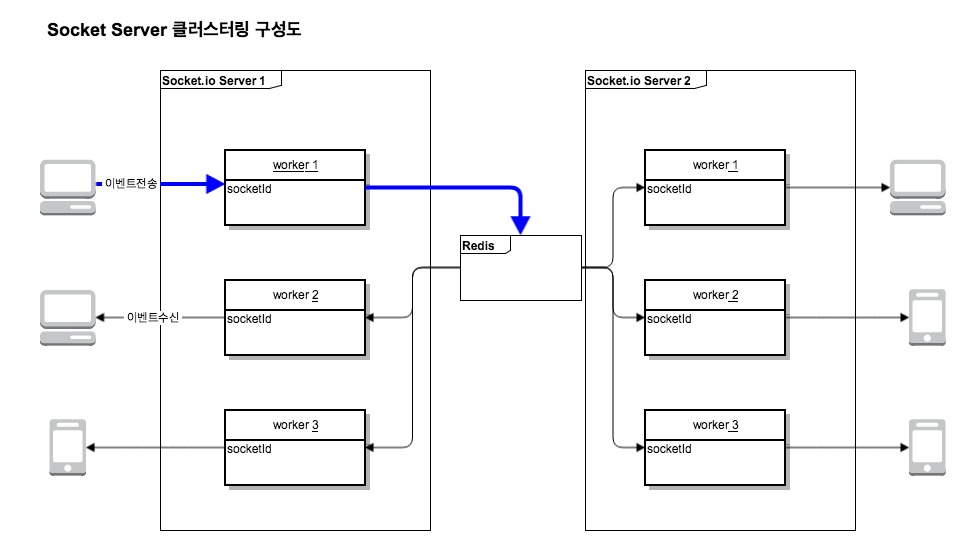 Socket Server 클러스터링 구성도
Socket.io Server 1
Socket.io Server 2
worker 1
socketId
worker 1
socketId
이벤트전송
Redis
worker 2
socketId
worker 2
socketId
이벤트수신
worker 3
socketId
worker 3
socketId